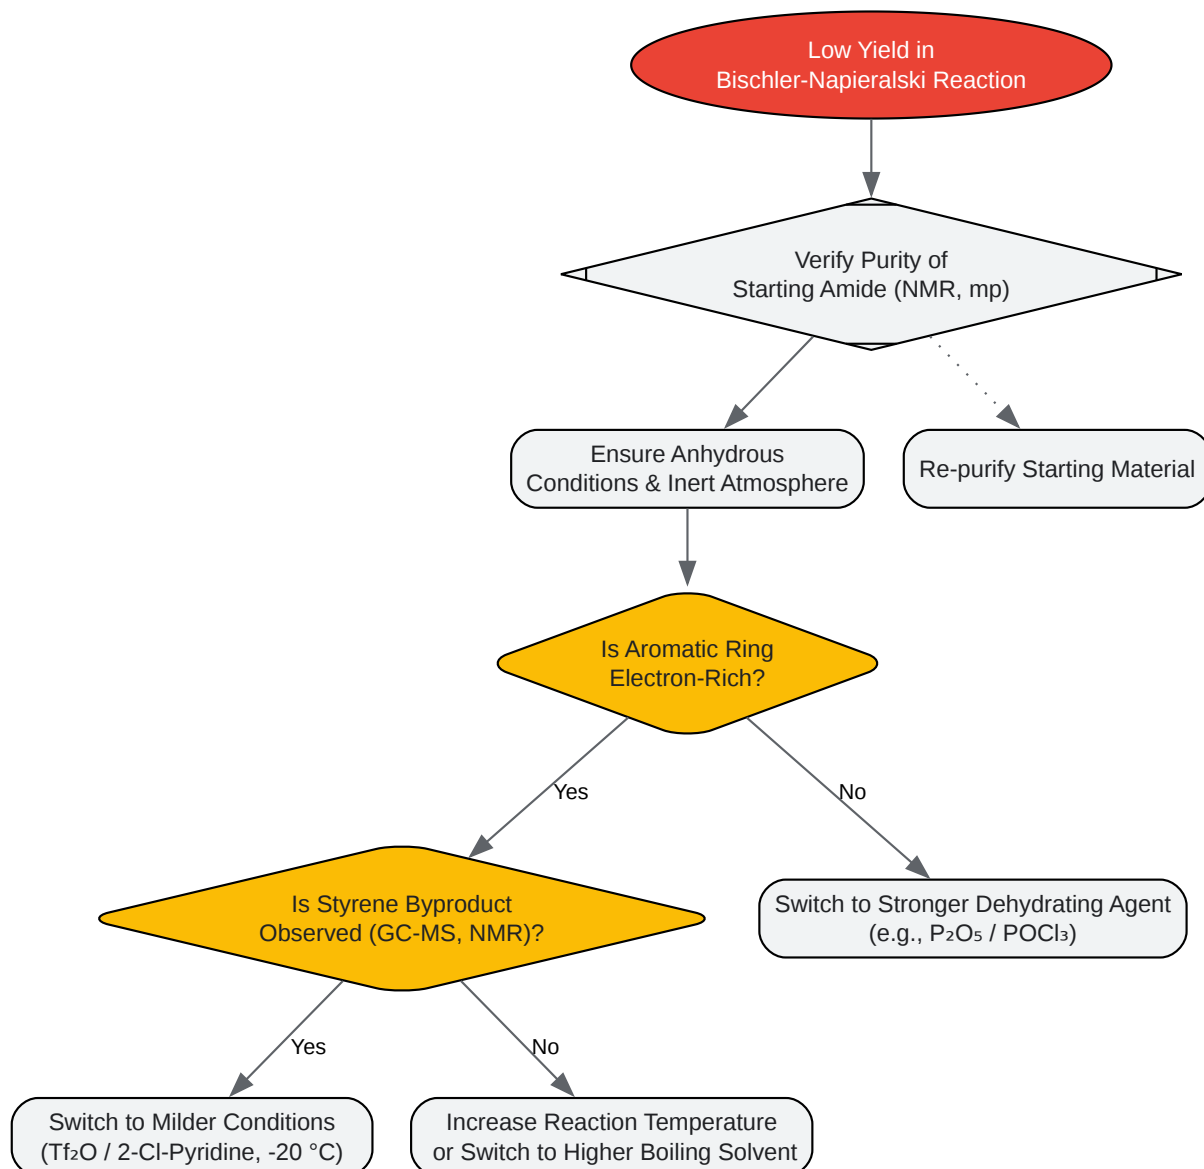 Low Yield in
Bischler-Napieralski Reaction
Verify Purity of
Starting Amide (NMR, mp)
Ensure Anhydrous
Conditions & Inert Atmosphere
Re-purify Starting Material
Is Aromatic Ring
Electron-Rich?
Yes
No
Is Styrene Byproduct
Observed (GC-MS, NMR)?
Switch to Stronger Dehydrating Agent
(e.g., P₂O₅ / POCl₃)
Yes
No
Switch to Milder Conditions
(Tf₂O / 2-Cl-Pyridine, -20 °C)
Increase Reaction Temperature
or Switch to Higher Boiling Solvent